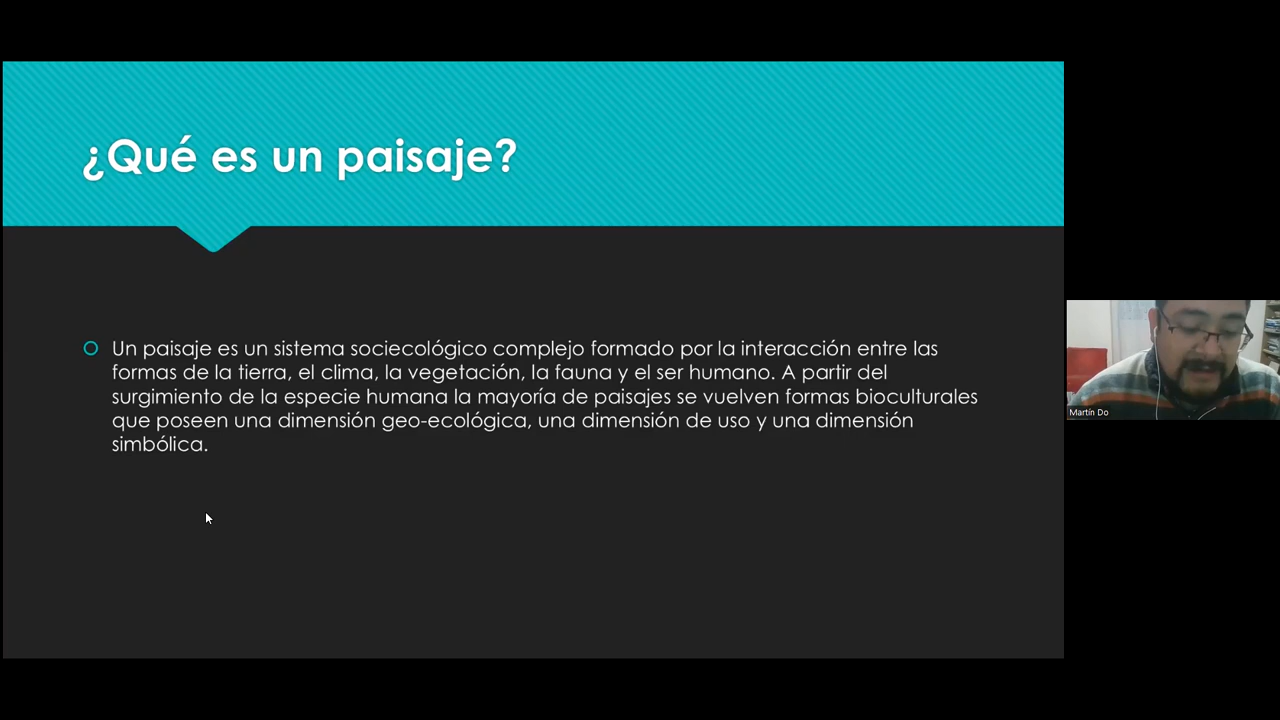 ¿Qué es un paisaje?
Un paisaje es un sistema sociecológico complejo formado por la interacción entre las
formas de la tierra, el clima, la vegetación, la fauna y el ser humano. A partir del
surgimiento de la especie humana la mayoría de paisajes se vuelven formas bioculturales
que poseen una dimensión geo-ecológica, una dimensión de uso y una dimensión
simbólica.
Martín Do